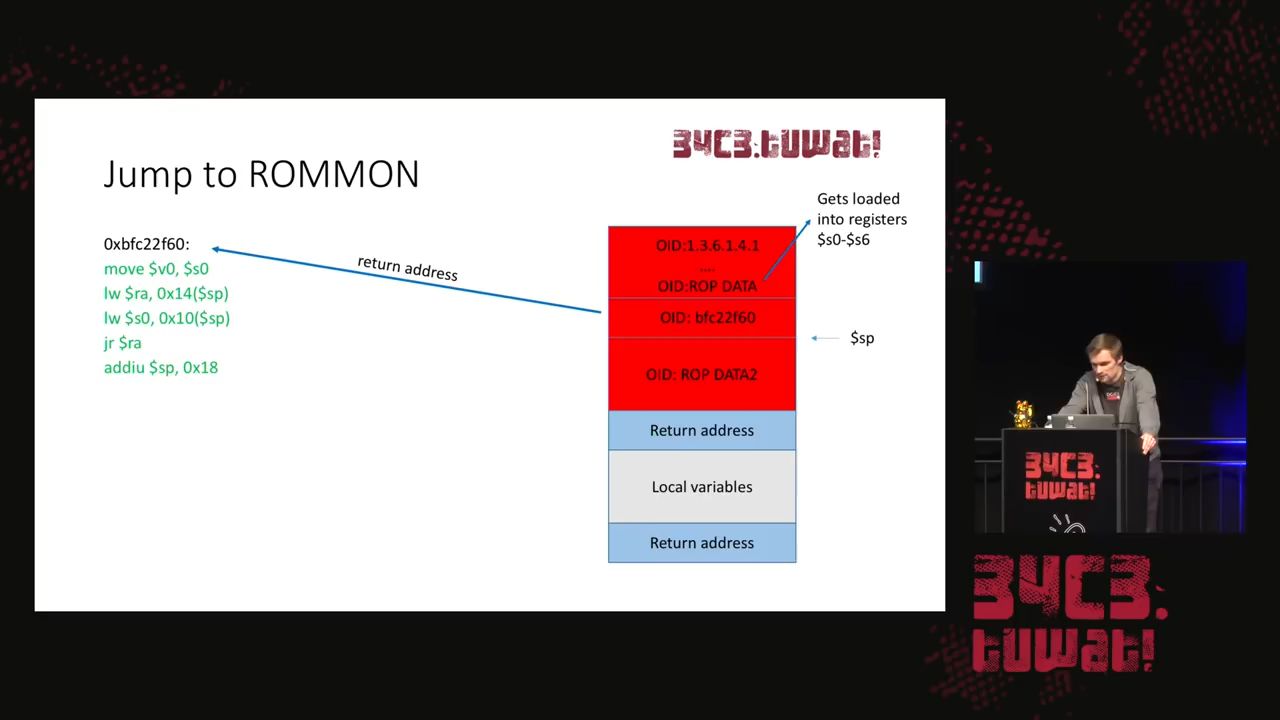 34C3.tuwat!
Jump to ROMMON
0xbfc22f60:
move $v0, $s0
lw $ra, 0x14($sp)
lw $s0, 0x10($sp)
jr $ra
addiu $sp, 0x18
return address
Gets loaded
into registers
$s0-$s6
OID:1.3.6.1.4.1
....
OID:ROP DATA
OID: bfc22f60
$sp
OID: ROP DATA2
Return address
Local variables
Return address
34C3.
tuwat!
34C3.
tuwat!